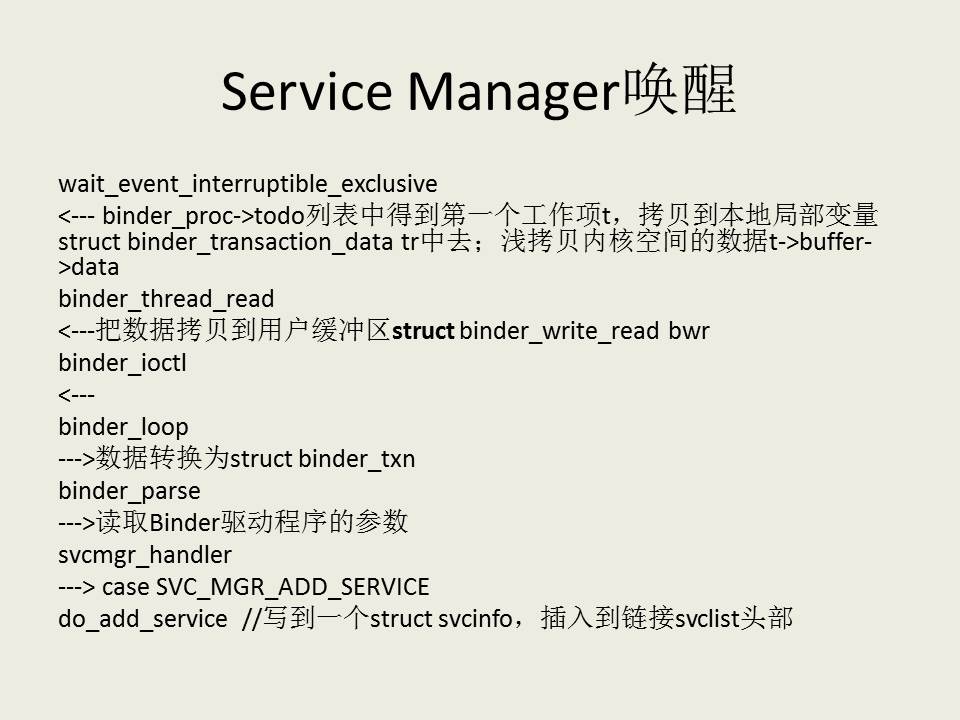 Service Manager唤醒
wait_event_interruptible_exclusive
<--- binder_proc->todo列表中得到第一个工作项t，拷贝到本地局部变量
struct binder_transaction_data tr中去；浅拷贝内核空间的数据t->buffer-
>data
binder_thread_read
<---把数据拷贝到用户缓冲区struct binder_write_read bwr
binder_ioctl
<---
binder_loop
--->数据转换为struct binder_txn
binder_parse
--->读取Binder驱动程序的参数
svcmgr_handler
---> case SVC_MGR_ADD_SERVICE
do_add_service //写到一个struct svcinfo，插入到链接svclist头部